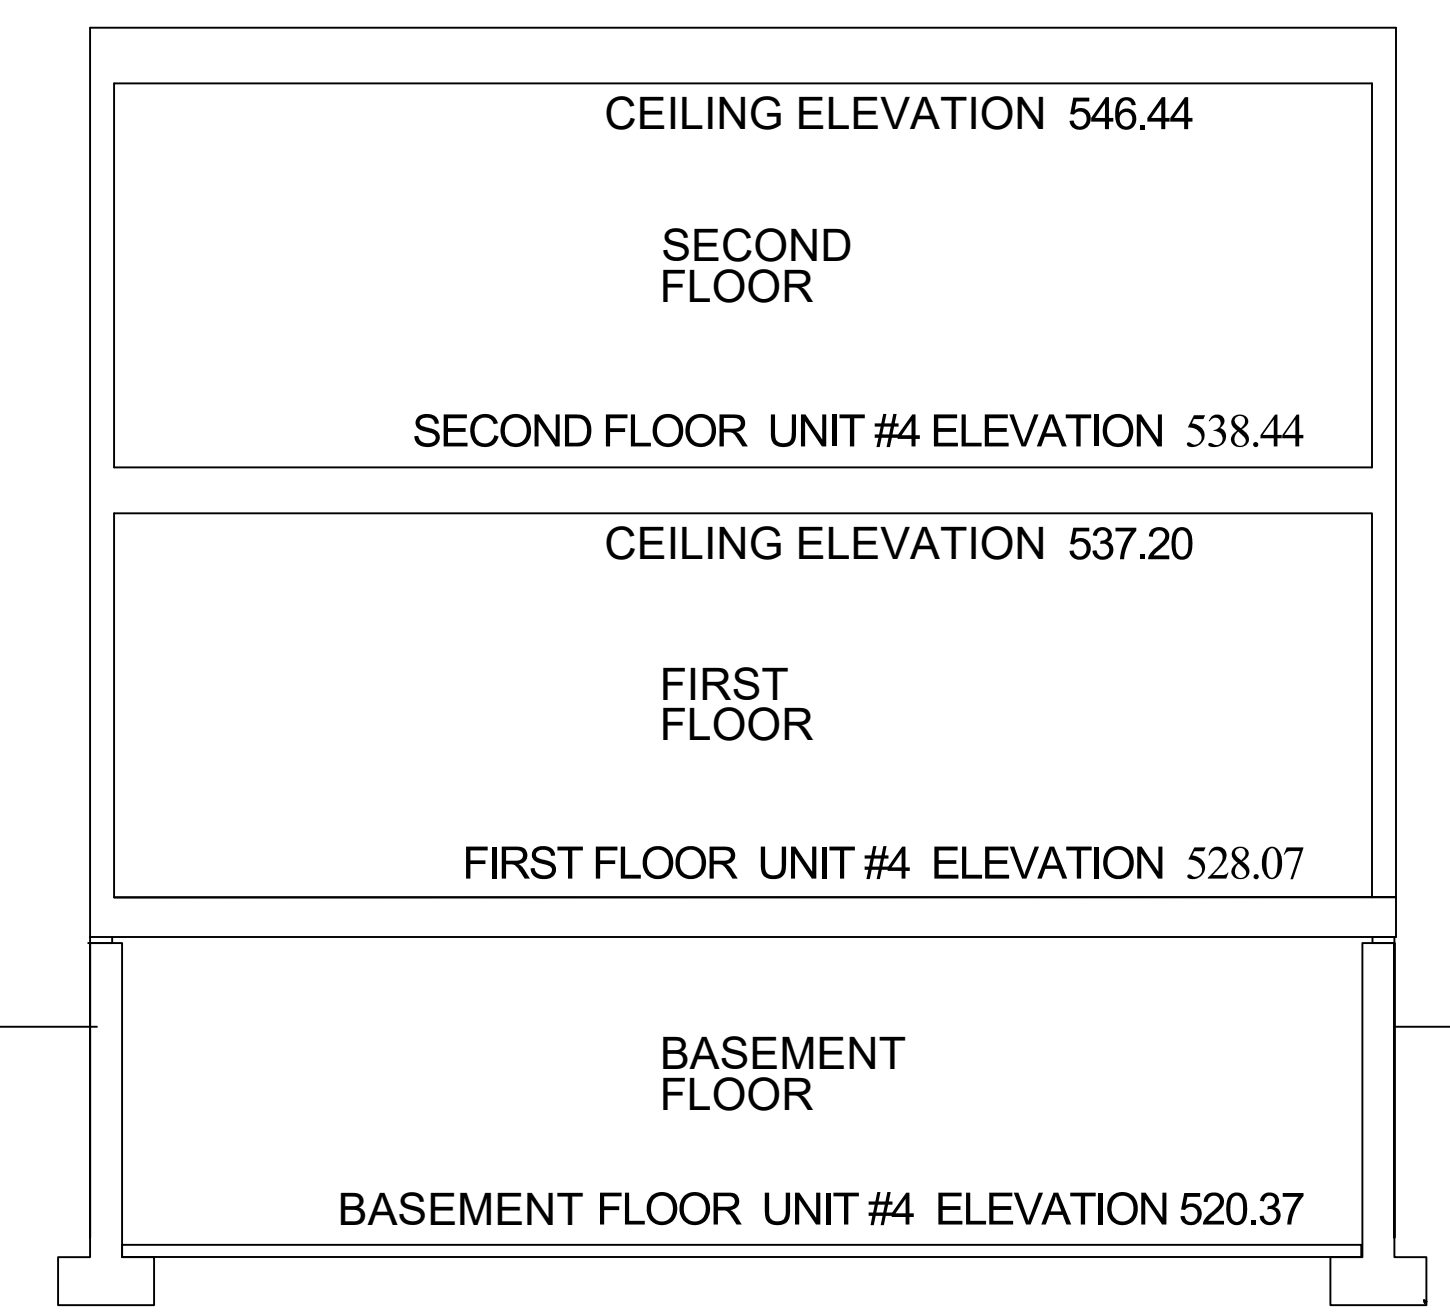 CEILING ELEVATION 546.44
SECOND
FLOOR
SECOND FLOOR UNIT #4 ELEVATION 538.44
CEILING ELEVATION 537.20
FIRST
FLOOR
FIRST FLOOR UNIT #4 ELEVATION 528.07
BASEMENT
FLOOR
BASEMENT FLOOR UNIT #4 ELEVATION 520.37